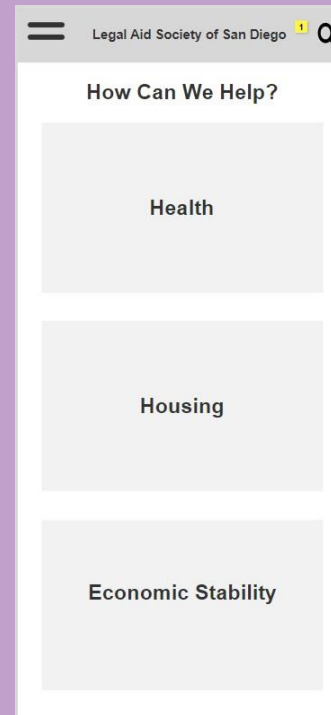 Legal Aid Society of San Diego 1
How Can We Help?
Health
Housing
Economic Stability